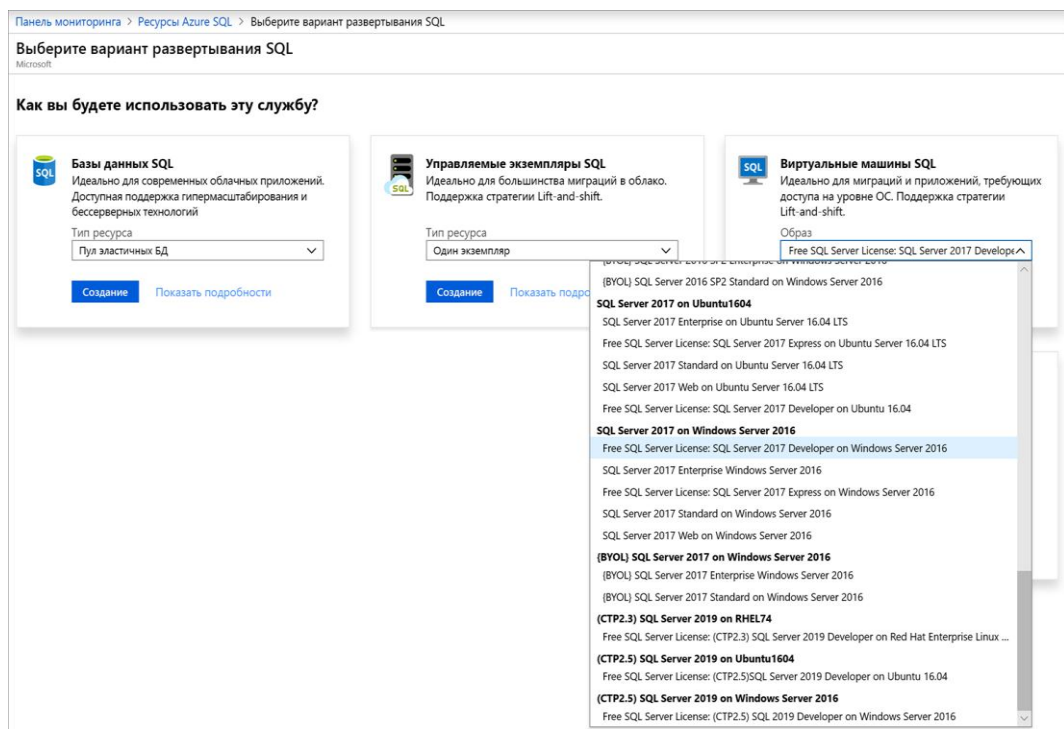 Панель мониторинга > Ресурсы Azure SQL > Выберите вариант развертывания SQL
Выберите вариант развертывания SQL
Microsoft
Как вы будете использовать эту службу?
SQL
Базы данных SQL
Идеально для современных облачных приложений.
Доступная поддержка гипермасштабирования и
бессерверных технологий
Тип ресурса
Пул эластичных БД
Создание Показать подробности
SQL
Управляемые экземпляры SQL
Идеально для большинства миграций в облако.
Поддержка стратегии Lift-and-shift.
Тип ресурса
Один экземпляр
Создание Показать подро
SQL
Виртуальные машины SQL
Идеально для миграций и приложений, требующих
доступа на уровне ОС. Поддержка стратегии
Lift-and-shift.
Образ
Free SQL Server License: SQL Server 2017 Develope
{BYOL} SQL Server 2016 SP2 Enterprise on Windows Server 2016
{BYOL} SQL Server 2016 SP2 Standard on Windows Server 2016
SQL Server 2017 on Ubuntu1604
SQL Server 2017 Enterprise on Ubuntu Server 16.04 LTS
Free SQL Server License: SQL Server 2017 Express on Ubuntu Server 16.04 LTS
SQL Server 2017 Standard on Ubuntu Server 16.04 LTS
SQL Server 2017 Web on Ubuntu Server 16.04 LTS
Free SQL Server License: SQL Server 2017 Developer on Ubuntu 16.04
SQL Server 2017 on Windows Server 2016
Free SQL Server License: SQL Server 2017 Developer on Windows Server 2016
SQL Server 2017 Enterprise Windows Server 2016
Free SQL Server License: SQL Server 2017 Express on Windows Server 2016
SQL Server 2017 Standard on Windows Server 2016
SQL Server 2017 Web on Windows Server 2016
{BYOL} SQL Server 2017 on Windows Server 2016
{BYOL} SQL Server 2017 Enterprise Windows Server 2016
{BYOL} SQL Server 2017 Standard on Windows Server 2016
(CTP2.3) SQL Server 2019 on RHEL74
Free SQL Server License: (CTP2.3) SQL Server 2019 Developer on Red Hat Enterprise Linux ...
(CTP2.5) SQL Server 2019 on Ubuntu1604
Free SQL Server License: (CTP2.5)SQL Server 2019 Developer on Ubuntu 16.04
(CTP2.5) SQL Server 2019 on Windows Server 2016
Free SQL Server License: (CTP2.5) SQL 2019 Developer on Windows Server 2016